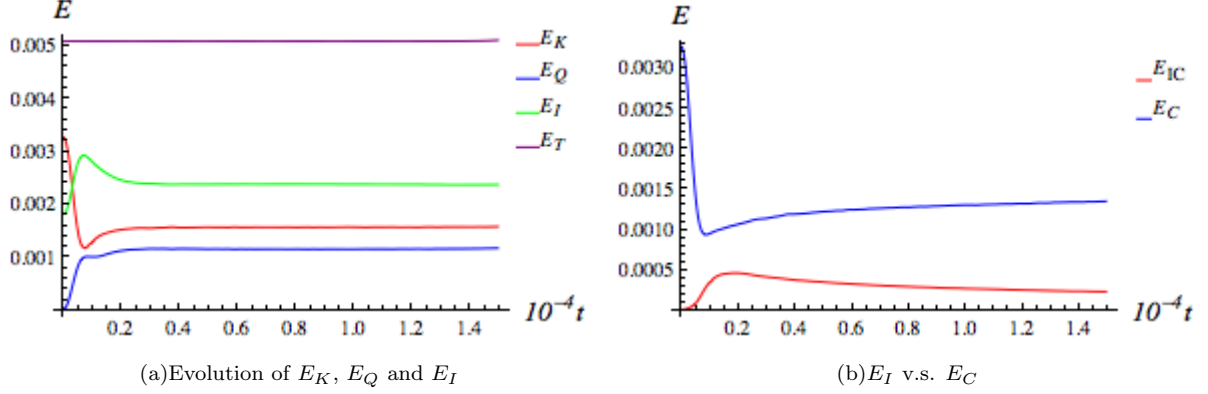 E
0.005
0.004
0.003
0.002
0.001
0.2 0.4 0.6 0.8 1.0 1.2 1.4
10⁻⁴t
E_K
E_Q
E_I
E_T
(a)Evolution of E_K, E_Q and E_I
E
0.0030
0.0025
0.0020
0.0015
0.0010
0.0005
0.2 0.4 0.6 0.8 1.0 1.2 1.4
10⁻⁴t
E_IC
E_C
(b)E_I v.s. E_C